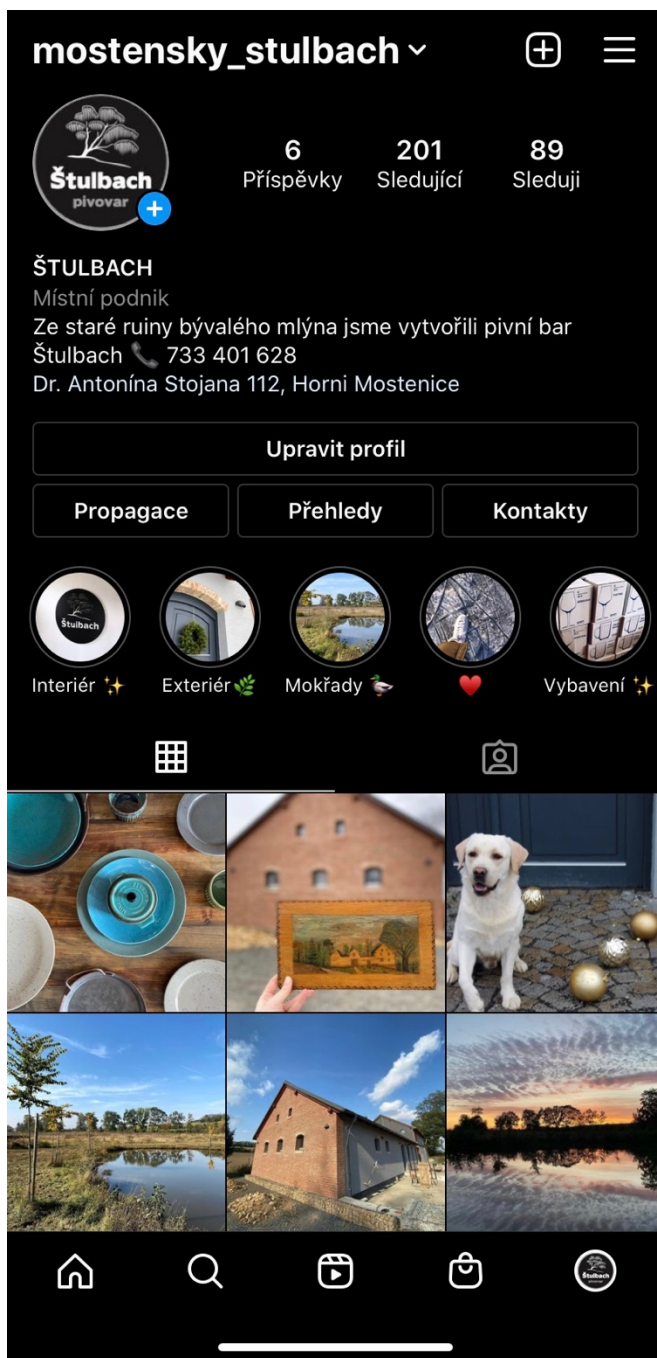 mostensky_stulbach
Štulbach
pivovar
6 201 89
Příspěvky Sledující Sleduji
ŠTULBACH
Místní podnik
Ze staré ruiny bývalého mlýna jsme vytvořili pivní bar
Štulbach 📞 733 401 628
Dr. Antonína Stojana 112, Horni Mostenice
Upravit profil
Propagace Přehledy Kontakty
Štulbach
Interiér ✨ Exteriér🌿 Mokřady 🦆 ♥️ Vybavení ✨
Štulbach
pivovar